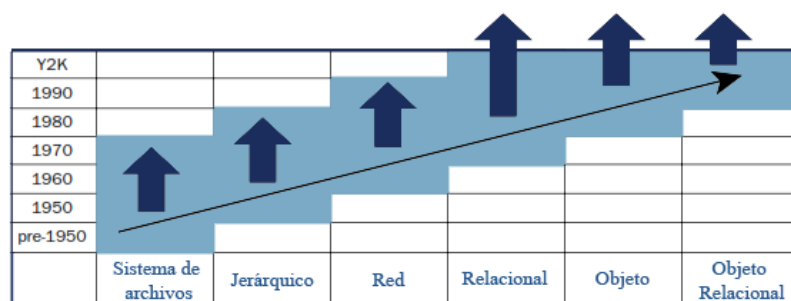 Y2K
1990
1980
1970
1960
1950
pre-1950
Sistema de
archivos
Jerárquico
Red
Relacional
Objeto
Objeto
Relacional